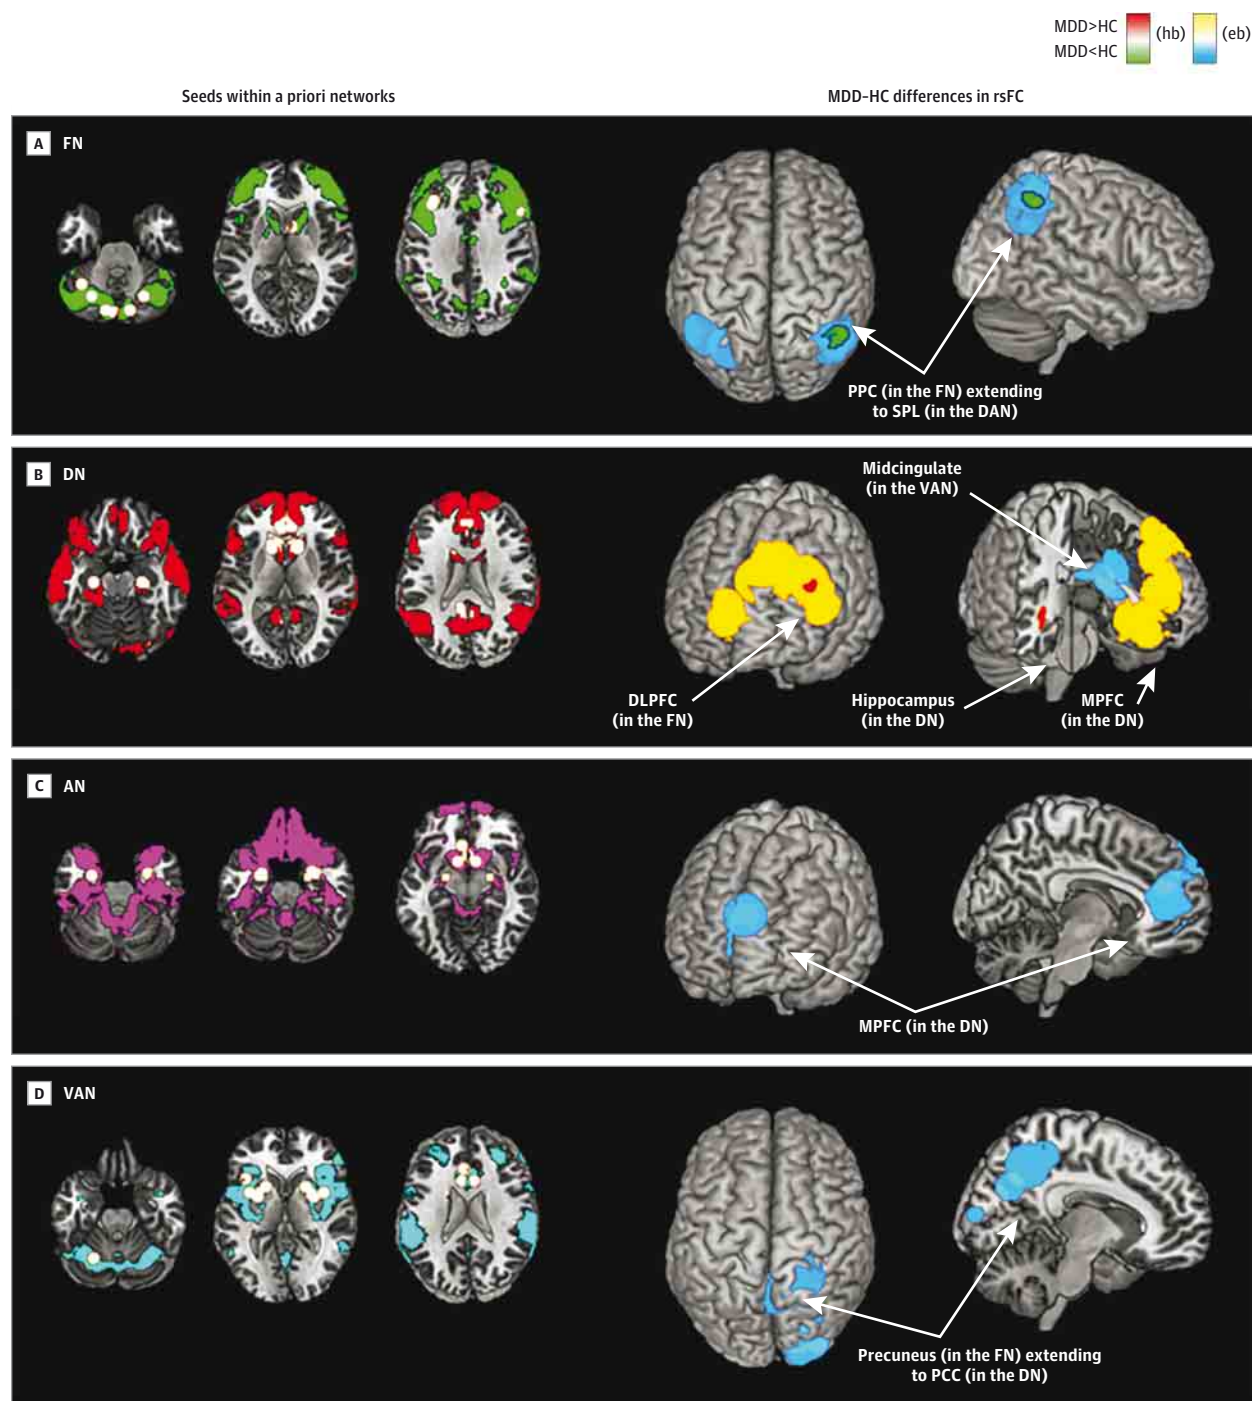 MDD>HC
MDD<HC
(hb)
(eb)
Seeds within a priori networks
MDD-HC differences in rsFC
A FN
PPC (in the FN) extending
to SPL (in the DAN)
B DN
Midcingulate
(in the VAN)
DLPFC
(in the FN)
Hippocampus
(in the DN)
MPFC
(in the DN)
C AN
MPFC (in the DN)
D VAN
Precuneus (in the FN) extending
to PCC (in the DN)